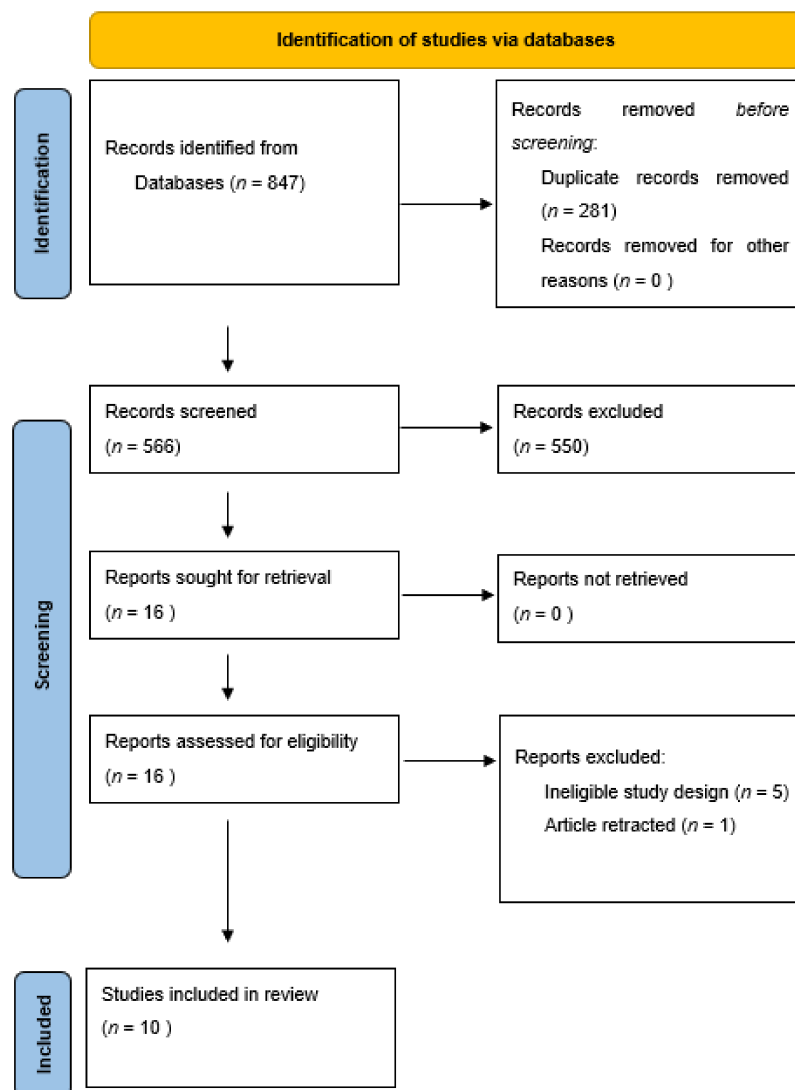 Identification of studies via databases
Identification
Records identified from
Databases (n = 847)
Records removed before
screening:
Duplicate records removed
(n = 281)
Records removed for other
reasons (n = 0 )
Screening
Records screened
(n = 566)
Records excluded
(n = 550)
Reports sought for retrieval
(n = 16 )
Reports not retrieved
(n = 0 )
Reports assessed for eligibility
(n = 16 )
Reports excluded:
Ineligible study design (n = 5)
Article retracted (n = 1)
Included
Studies included in review
(n = 10 )